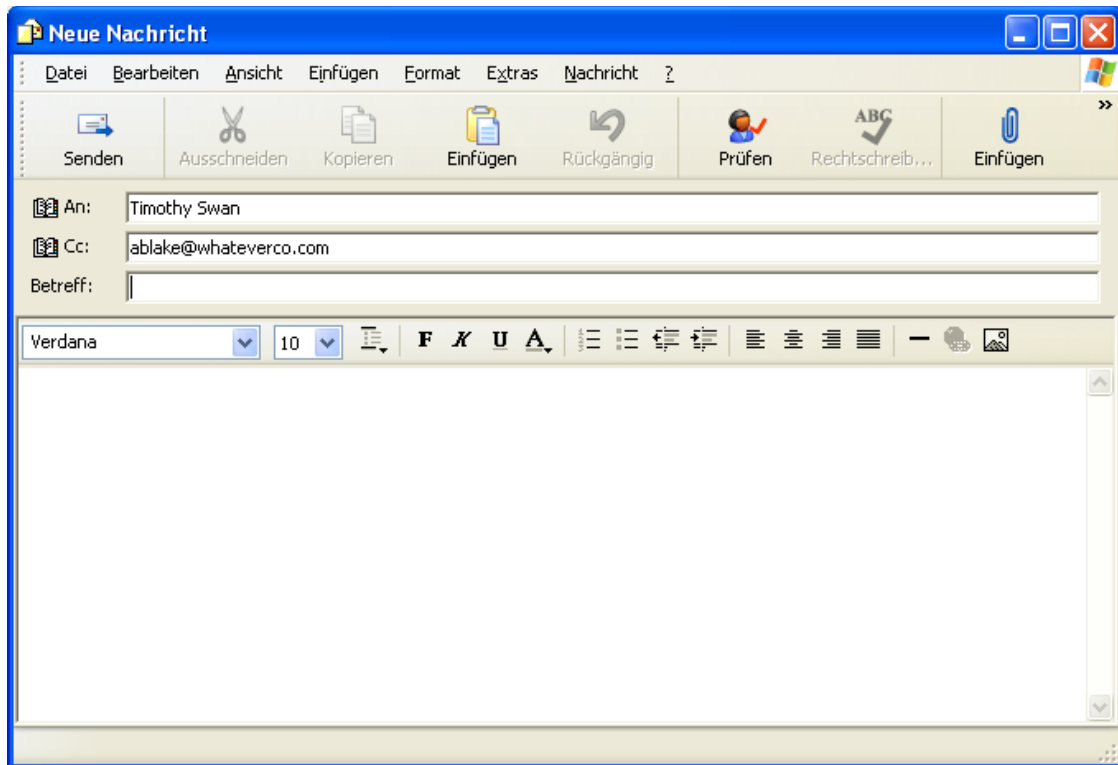 Neue Nachricht
Datei Bearbeiten Ansicht Einfügen Format Extras Nachricht ?
Senden Ausschneiden Kopieren Einfügen Rückgängig Prüfen ABC Rechtschreib... Einfügen »
An: Timothy Swan
Cc: ablake@whateverco.com
Betreff:
Verdana 10 F K U A